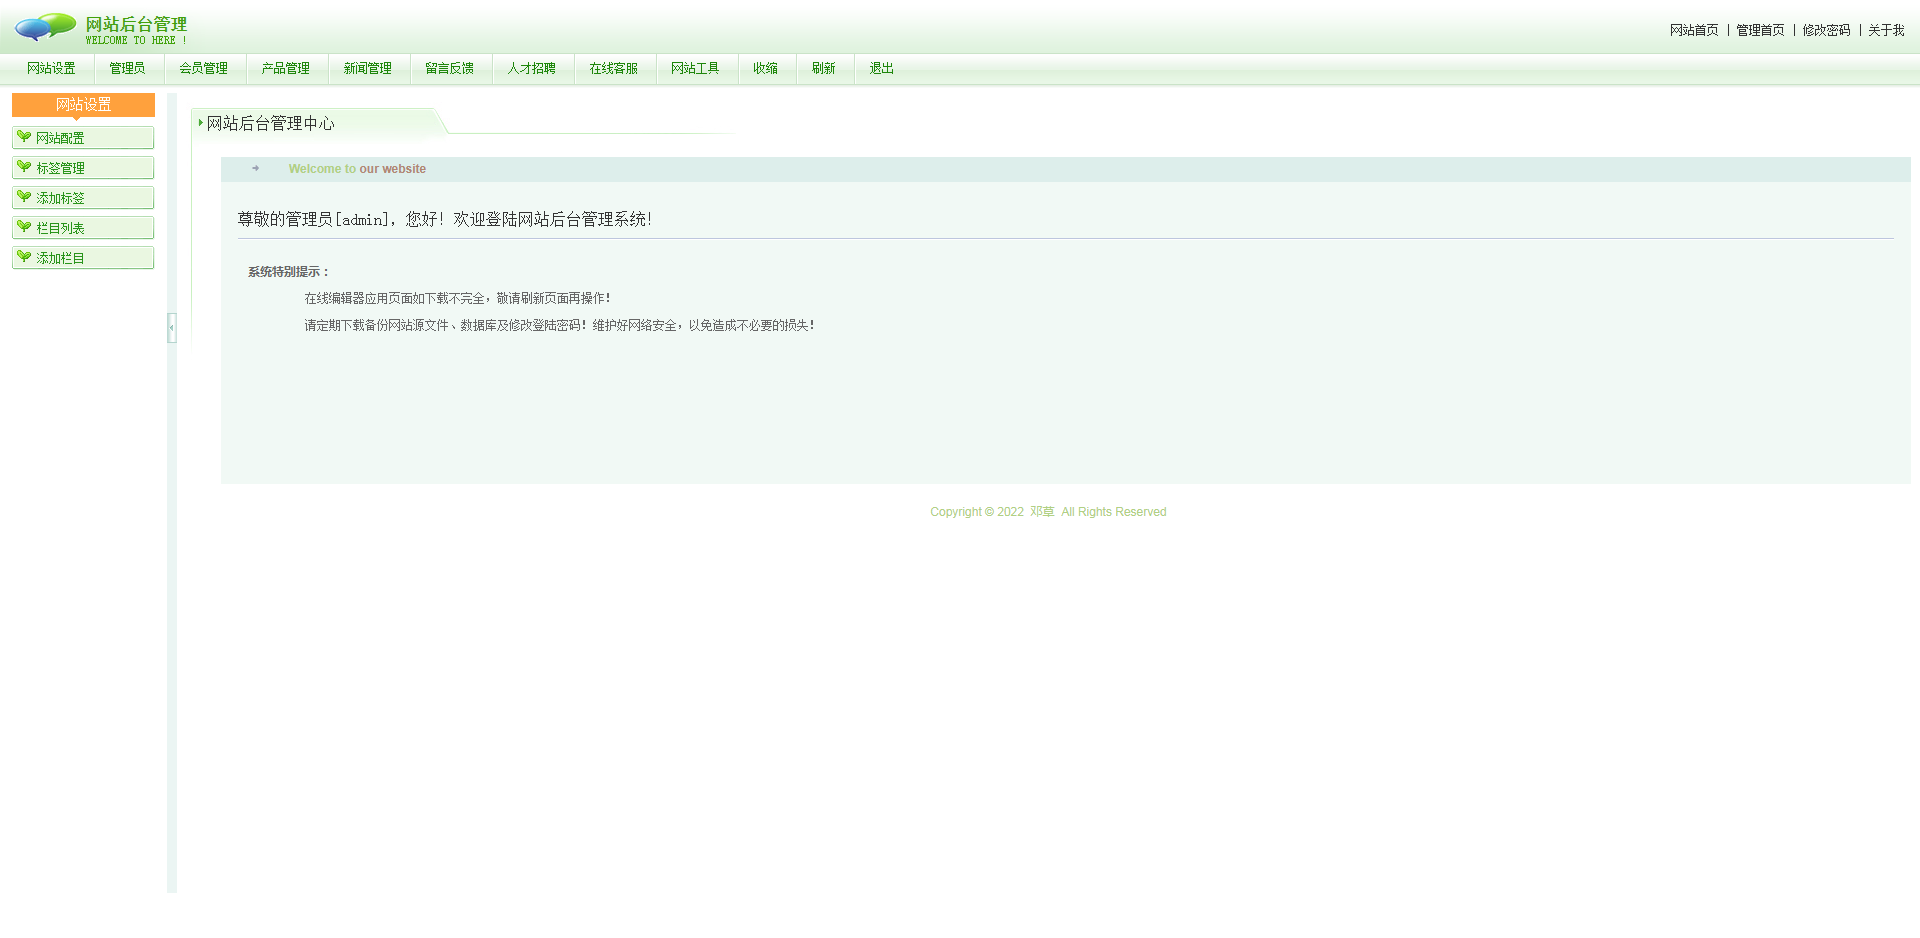 网站后台管理
WELCOME TO HERE !
网站首页 | 管理首页 | 修改密码 | 关于我
网站设置 管理员 会员管理 产品管理 新闻管理 留言反馈 人才招聘 在线客服 网站工具 收缩 刷新 退出
网站设置
网站配置
标签管理
添加标签
栏目列表
添加栏目
网站后台管理中心
Welcome to our website
尊敬的管理员[admin]，您好！欢迎登陆网站后台管理系统！
系统特别提示：
在线编辑器应用页面如下载不完全，敬请刷新页面再操作！
请定期下载备份网站源文件、数据库及修改登陆密码！维护好网络安全，以免造成不必要的损失！
Copyright © 2022 邓草 All Rights Reserved